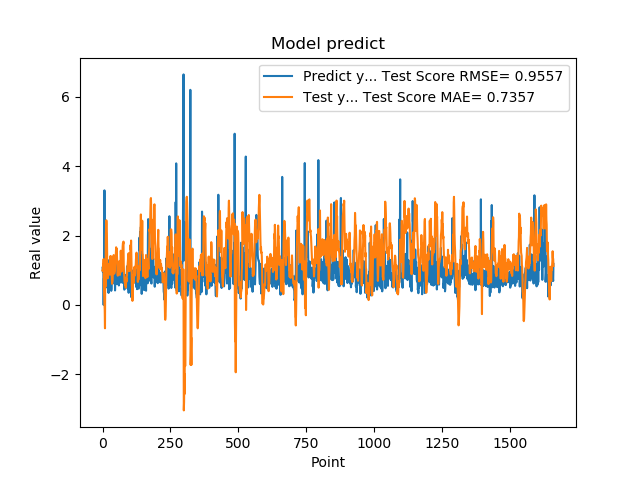 Model predict
Predict y... Test Score RMSE= 0.9557
Test y... Test Score MAE= 0.7357
Real value
6
4
2
0
−2
0 250 500 750 1000 1250 1500
Point